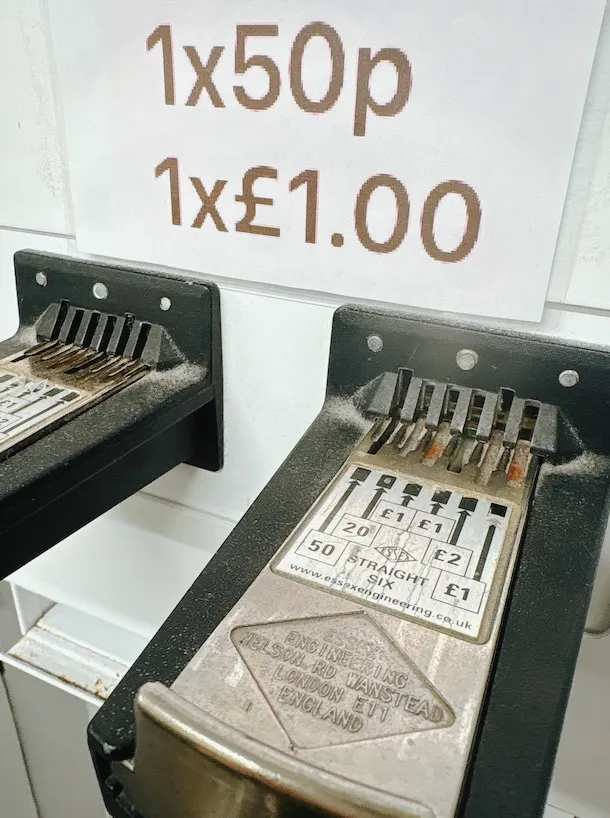 1x50p
1x£1.00
£1 £1
20 £2
50 ESSEX £1
STRAIGHT
SIX
www.essexengineering.co.uk
ESSEX
ENGINEERING
NELSON RD WANSTEAD
LONDON E11
ENGLAND